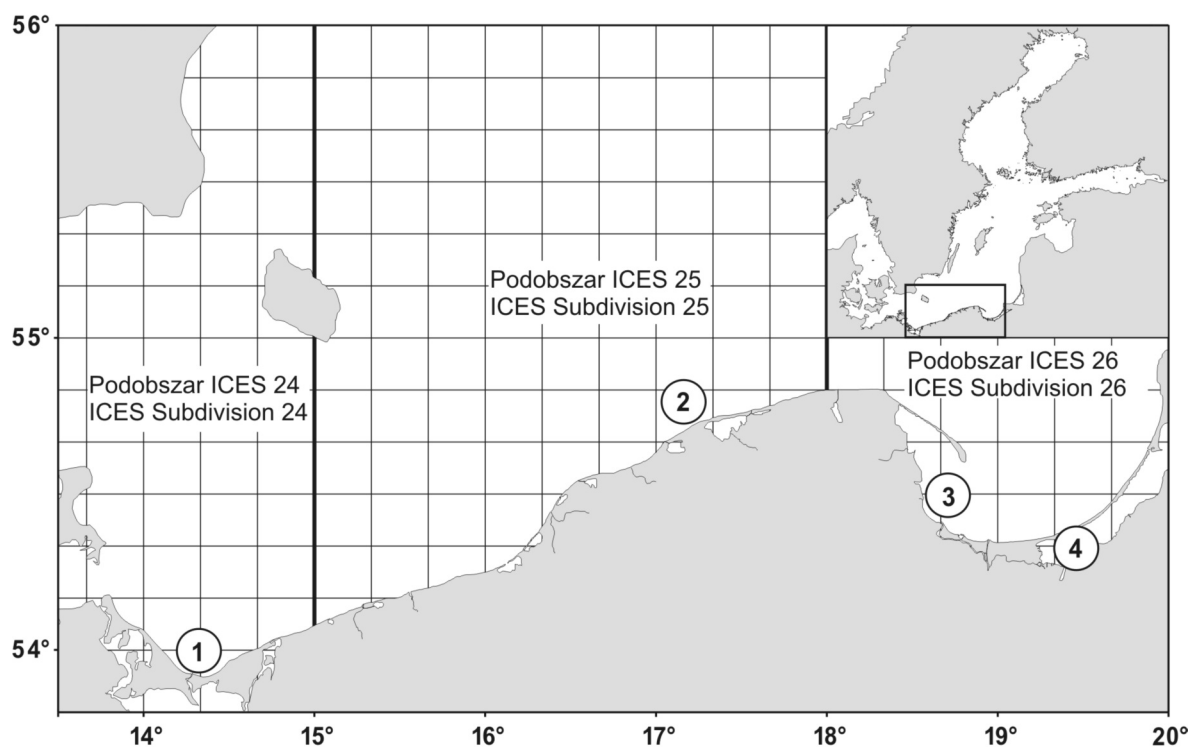 56°
Podobszar ICES 25
ICES Subdivision 25
55°
Podobszar ICES 26
ICES Subdivision 26
Podobszar ICES 24
ICES Subdivision 24
2
3
4
54°
1
14°
15°
16°
17°
18°
19°
20°